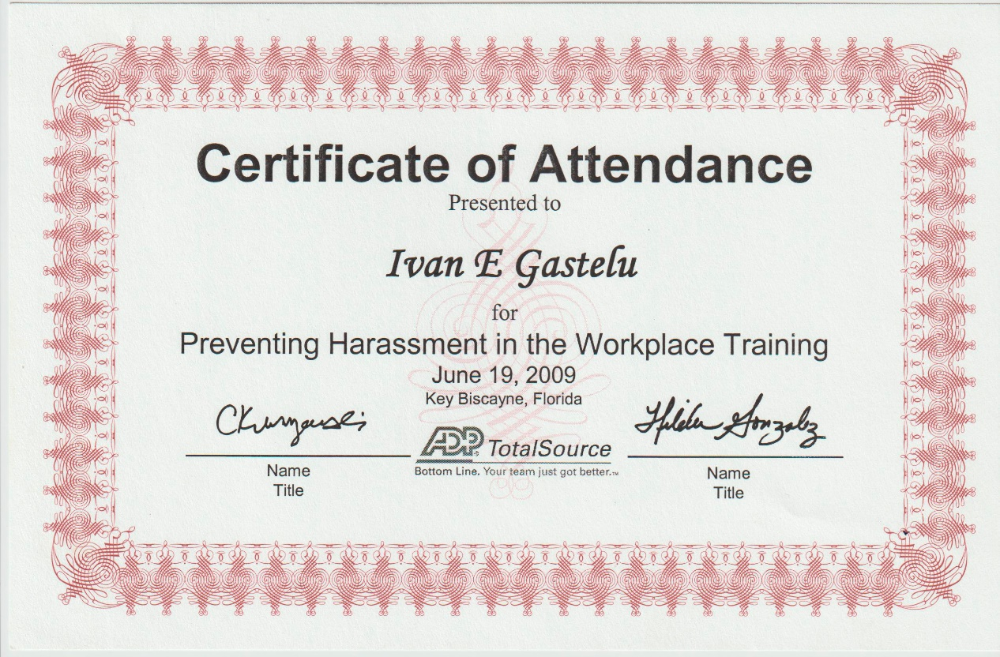 Certificate of Attendance
Presented to
Ivan E Gastelu
for
Preventing Harassment in the Workplace Training
June 19, 2009
Key Biscayne, Florida
Hilda Gonzalez
ADP TotalSource
Bottom Line. Your team just got better.™
Name
Title
Name
Title